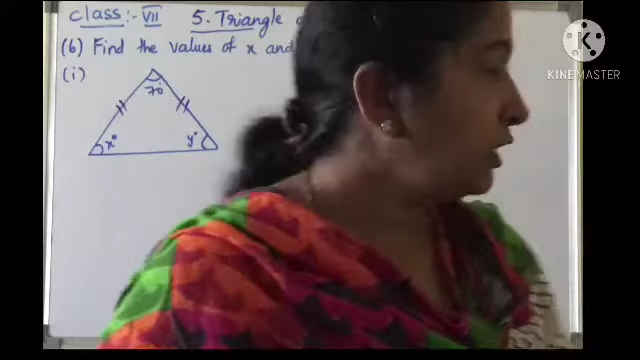 class:- VII
5. Triangle
(6) Find the values of x and
(i)
70°
x° y°
KINEMASTER